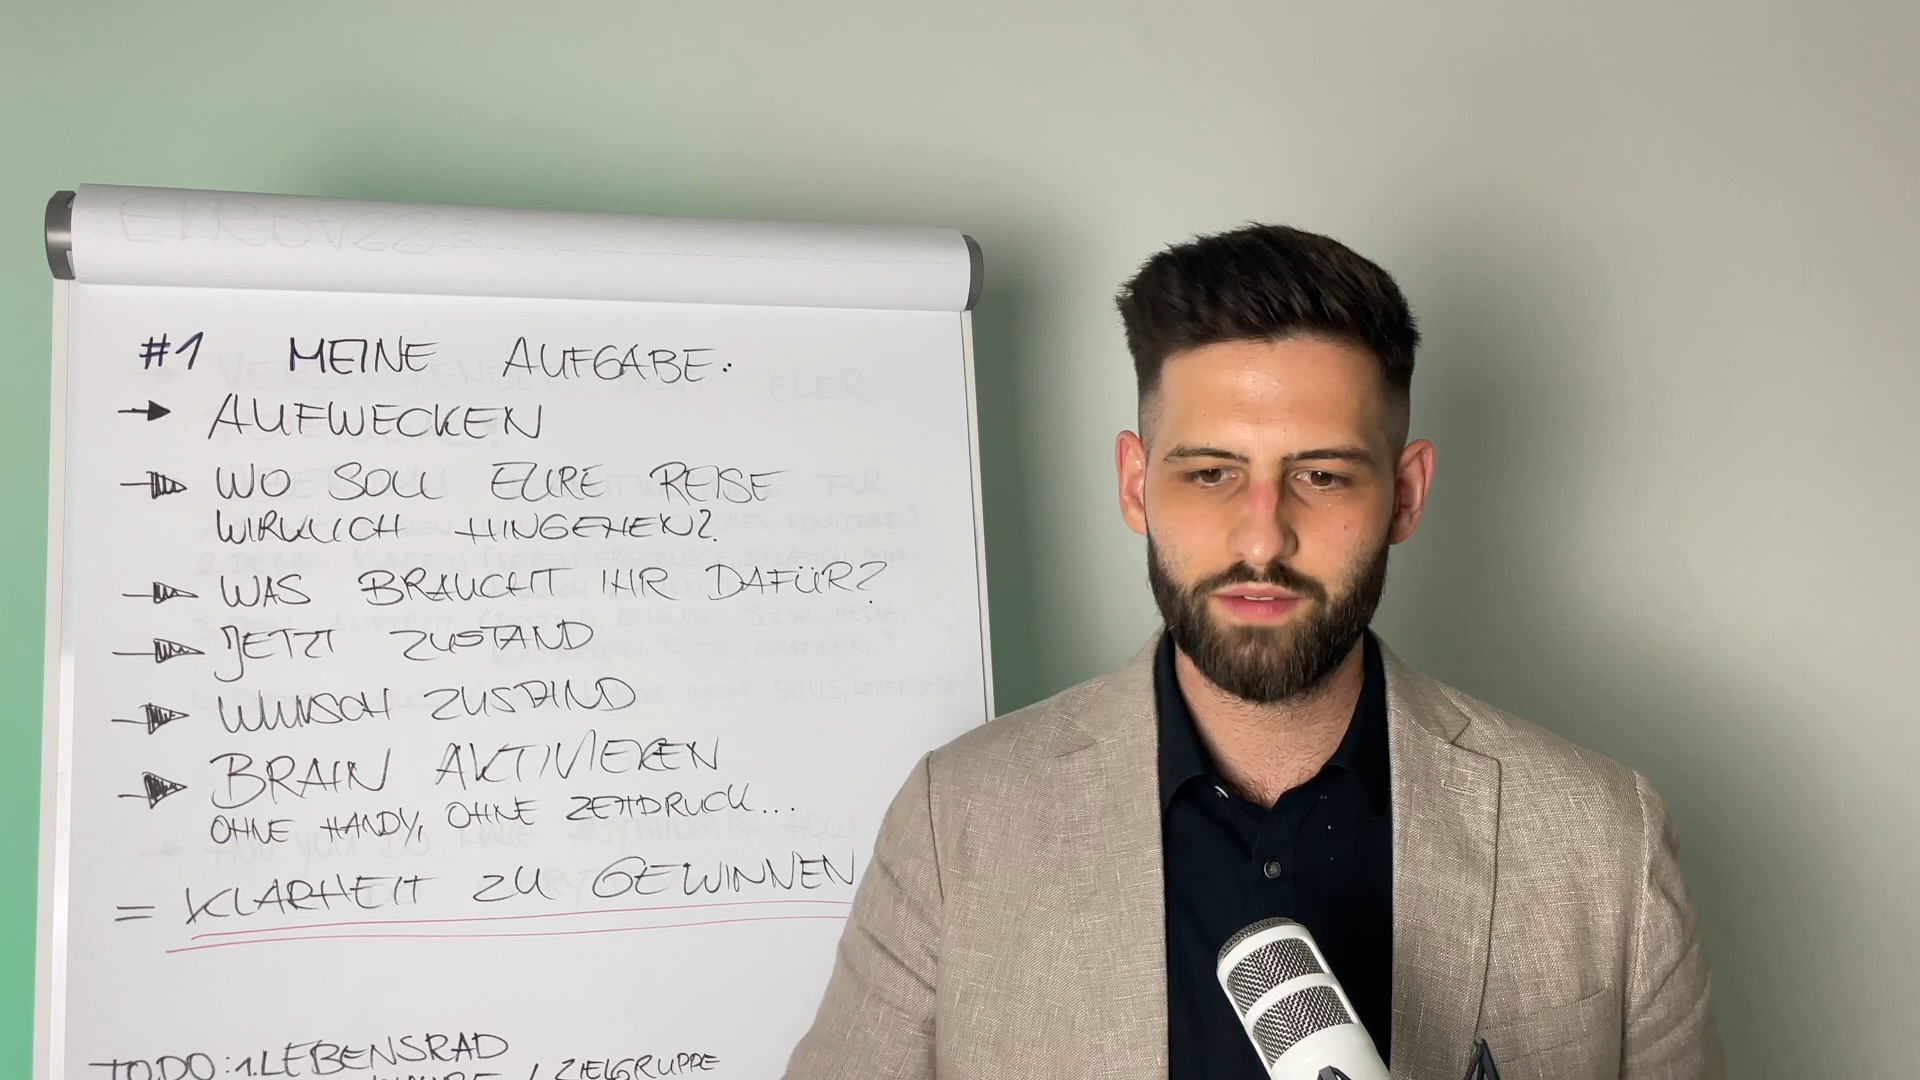 #1 MEINE AUFGABE:
→ AUFWECKEN
→ WO SOLL EURE REISE
WIRKLICH HINGEHEN?
→ WAS BRAUCHT IHR DAFÜR?
→ JETZT ZUSTAND
→ WUNSCH ZUSTAND
→ BRAIN AKTIVIEREN
OHNE HANDY, OHNE ZEITDRUCK...
= KLARHEIT ZU GEWINNEN
TODO: 1. LEBENSRAD
/ ZIELGRUPPE